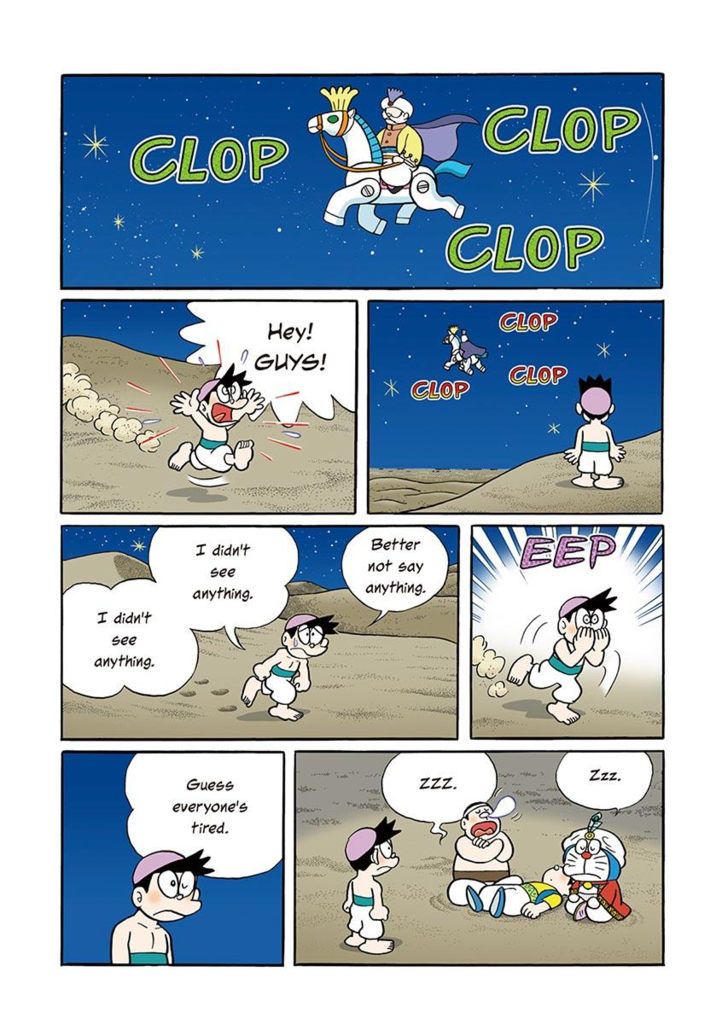 CLOP
CLOP
CLOP
Hey!
GUYS!
CLOP
CLOP
CLOP
I didn't
see
anything.
I didn't
see
anything.
Better
not say
anything.
EEP
Guess
everyone's
tired.
ZZZ.
Zzz.